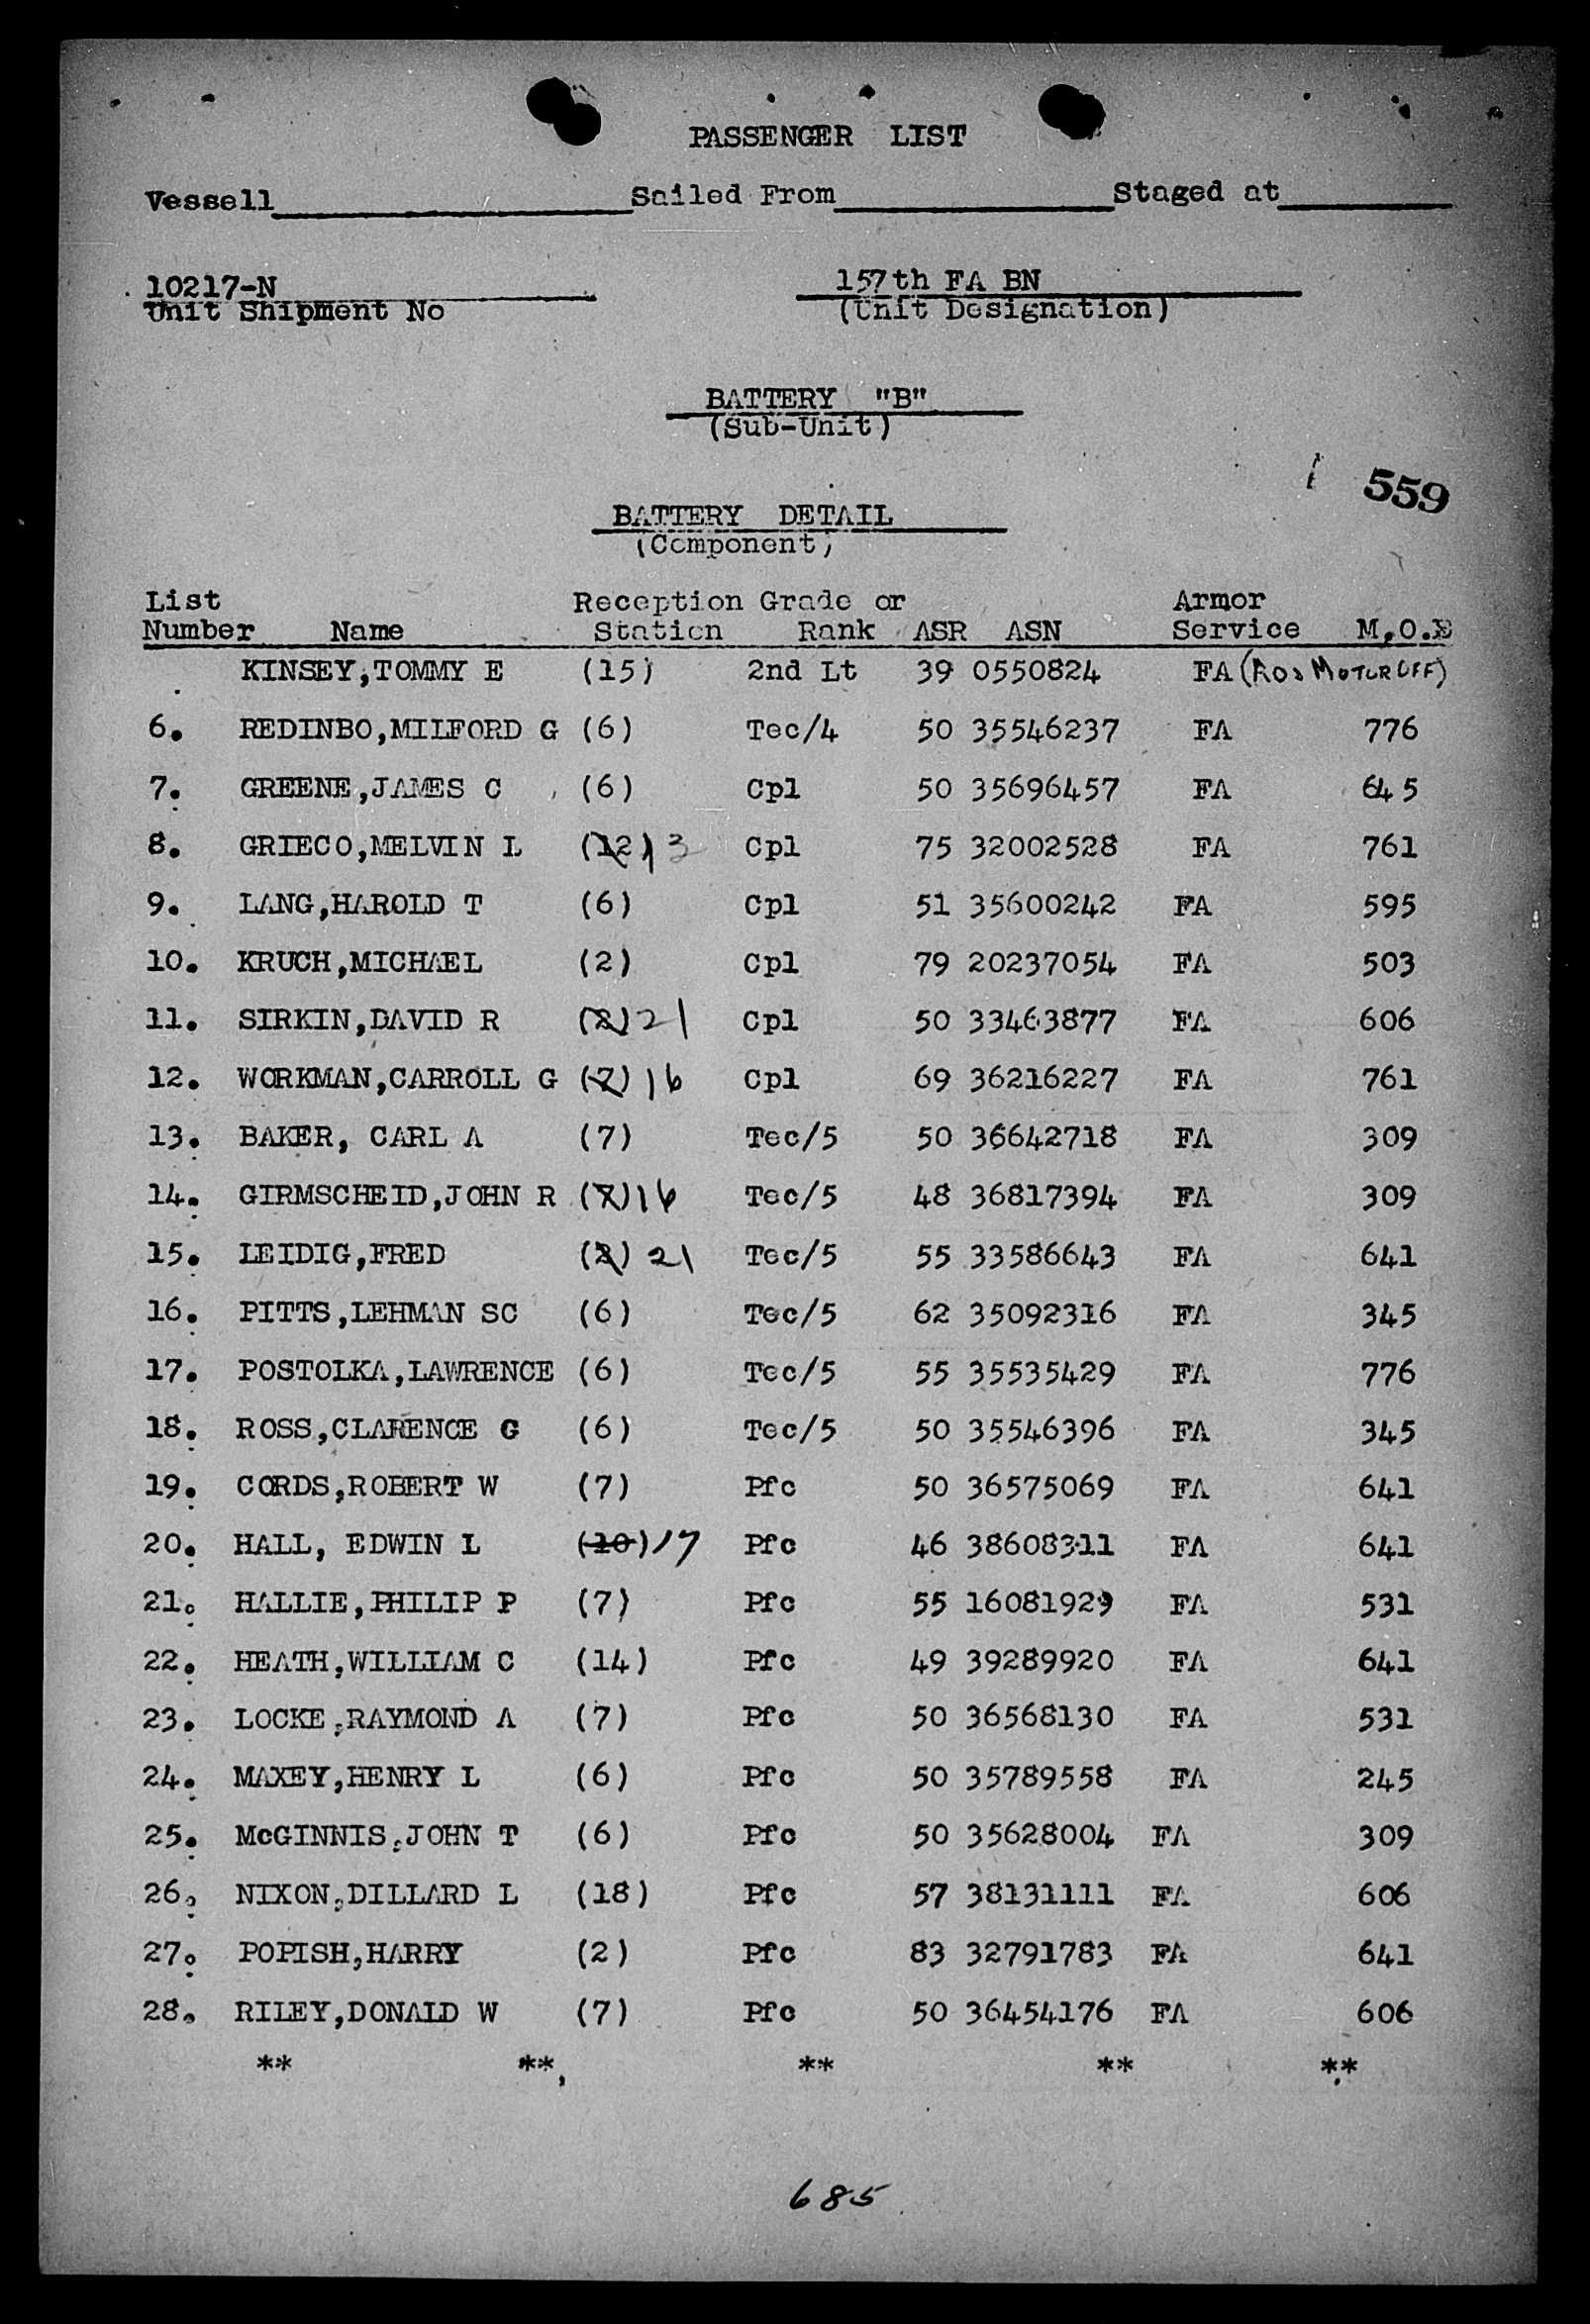 PASSENGER LIST
Vessell Sailed From Staged at
10217-N 157th FA BN
Unit Shipment No (Unit Designation)
BATTERY "B"
(Sub-Unit)
559
BATTERY DETAIL
(Component)
List Reception Grade or Armor
Number Name Station Rank ASR ASN Service M,O.S
KINSEY,TOMMY E (15) 2nd Lt 39 0550824 FA ( MOTOR OFF)
6. REDINBO,MILFORD G (6) Tec/4 50 35546237 FA 776
7. GREENE,JAMES C (6) Cpl 50 35696457 FA 645
8. GRIECO,MELVIN L (12) 3 Cpl 75 32002528 FA 761
9. LANG,HAROLD T (6) Cpl 51 35600242 FA 595
10. KRUCH,MICHAEL (2) Cpl 79 20237054 FA 503
11. SIRKIN,DAVID R (2) 21 Cpl 50 33463877 FA 606
12. WORKMAN,CARROLL G (7) 16 Cpl 69 36216227 FA 761
13. BAKER, CARL A (7) Tec/5 50 36642718 FA 309
14. GIRMSCHEID,JOHN R (7) 16 Tec/5 48 36817394 FA 309
15. LEIDIG,FRED (2) 21 Tec/5 55 33586643 FA 641
16. PITTS,LEHMAN SC (6) Tec/5 62 35092316 FA 345
17. POSTOLKA,LAWRENCE (6) Tec/5 55 35535429 FA 776
18. ROSS,CLARENCE G (6) Tec/5 50 35546396 FA 345
19. CORDS,ROBERT W (7) Pfc 50 36575069 FA 641
20. HALL, EDWIN L (10) 17 Pfc 46 38608311 FA 641
21. HALLIE,PHILIP P (7) Pfc 55 16081929 FA 531
22. HEATH,WILLIAM C (14) Pfc 49 39289920 FA 641
23. LOCKE,RAYMOND A (7) Pfc 50 36568130 FA 531
24. MAXEY,HENRY L (6) Pfc 50 35789558 FA 245
25. McGINNIS,JOHN T (6) Pfc 50 35628004 FA 309
26. NIXON,DILLARD L (18) Pfc 57 38131111 FA 606
27. POPISH,HARRY (2) Pfc 83 32791783 FA 641
28. RILEY,DONALD W (7) Pfc 50 36454176 FA 606
** ** ** ** **
685